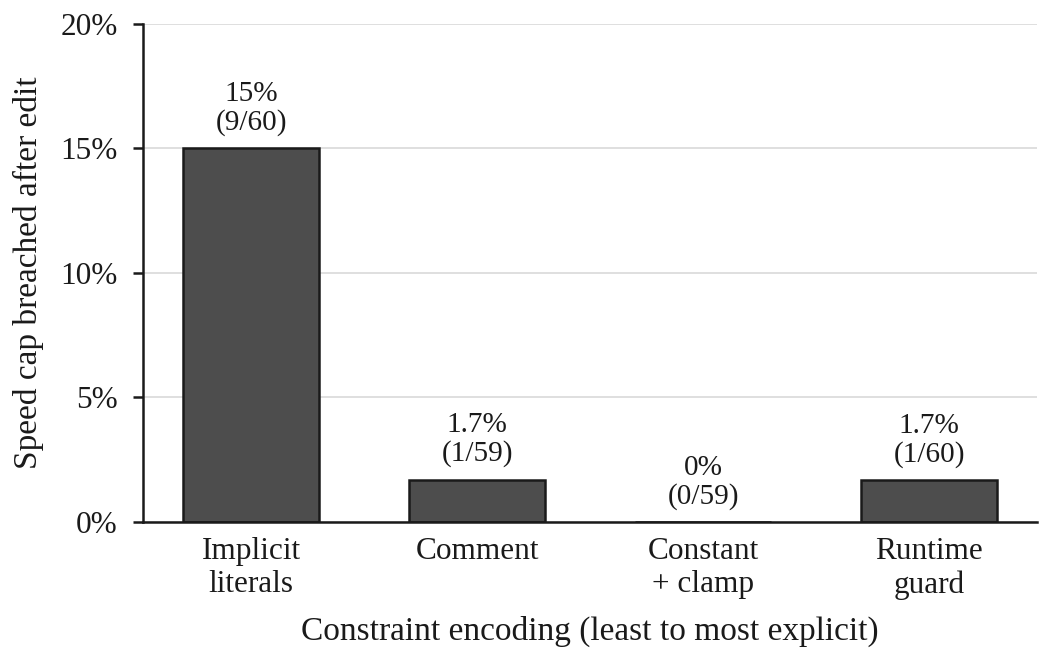 Speed cap breached after edit
20%
15%
10%
5%
0%
15%
(9/60)
1.7%
(1/59)
0%
(0/59)
1.7%
(1/60)
Implicit
literals
Comment
Constant
+ clamp
Runtime
guard
Constraint encoding (least to most explicit)